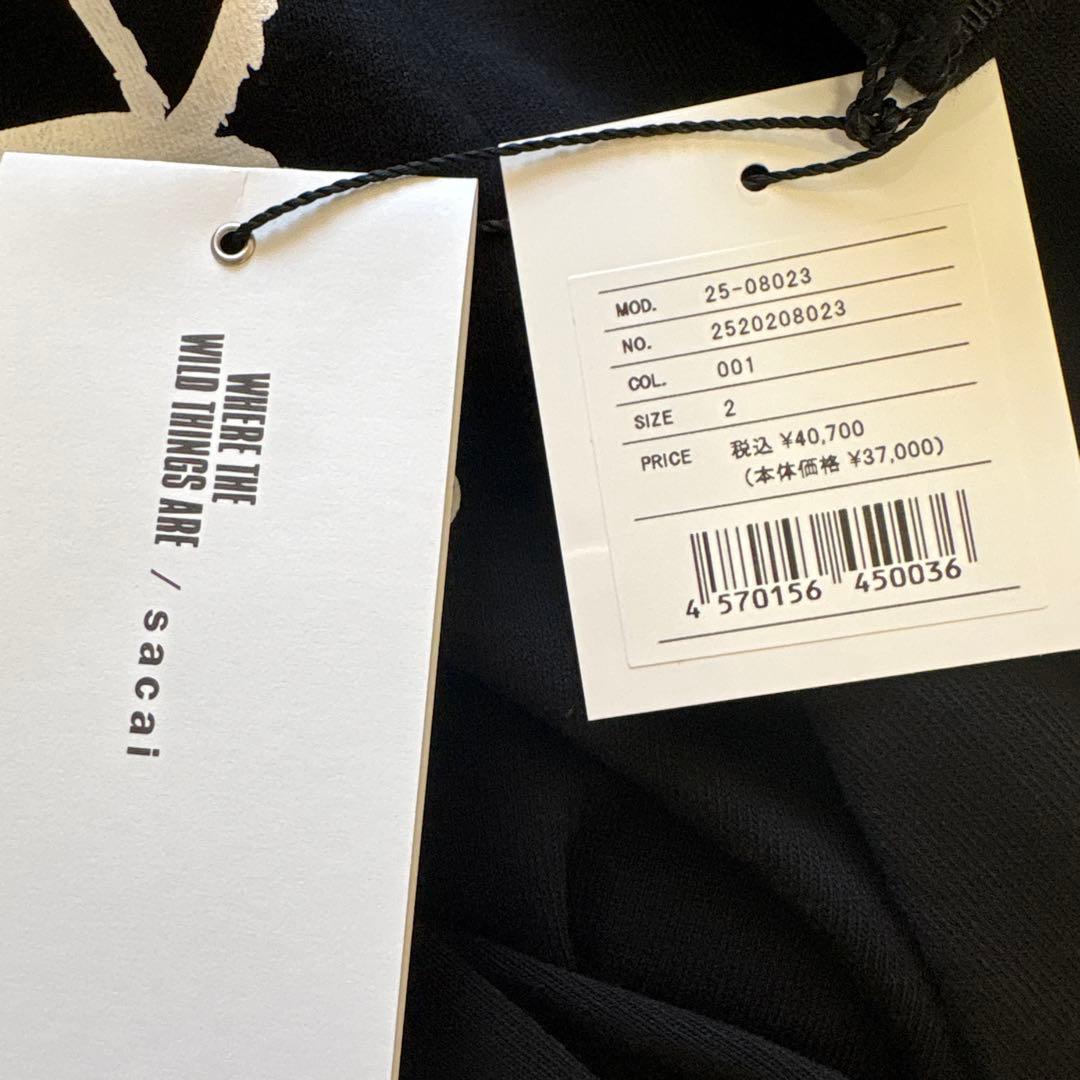 WHERE THE
WILD THINGS ARE / sacai
MOD. 25-08023
NO. 2520208023
COL. 001
SIZE 2
PRICE 税込 ¥40,700
(本体価格 ¥37,000)
4 570156 450036